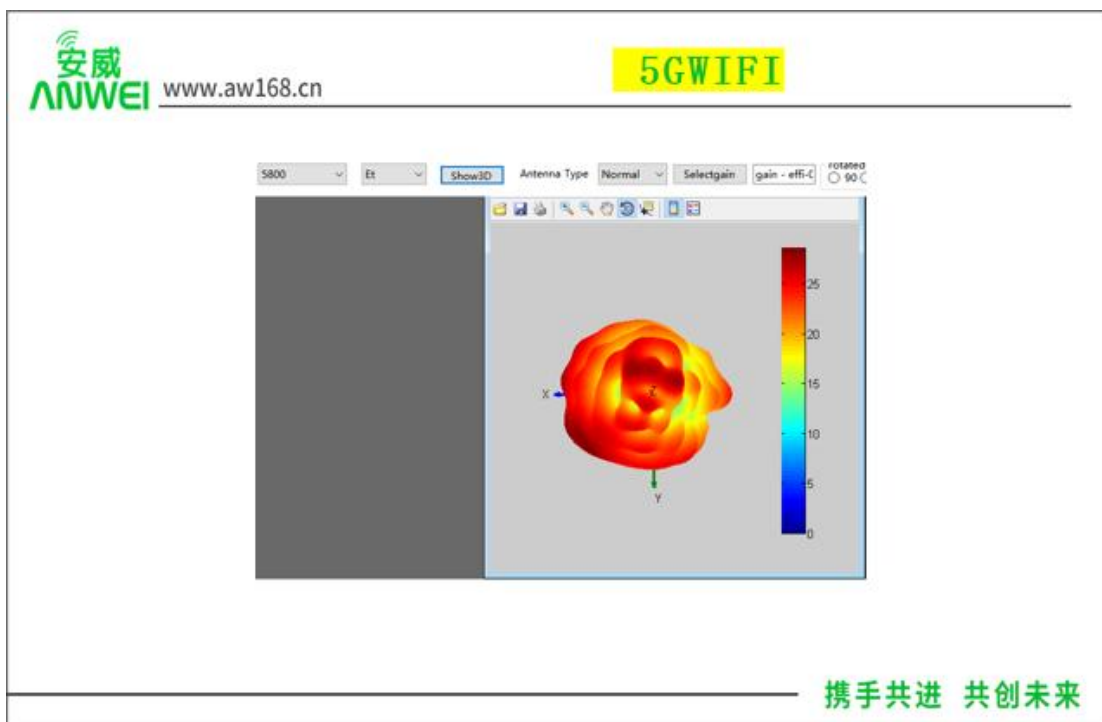 安威
ANWEI www.aw168.cn
5GWIFI
5800 Et Show3D Antenna Type Normal Selectgain gain - effi-C rotated
90
25
20
15
10
5
0
X
Z
Y
携手共进 共创未来